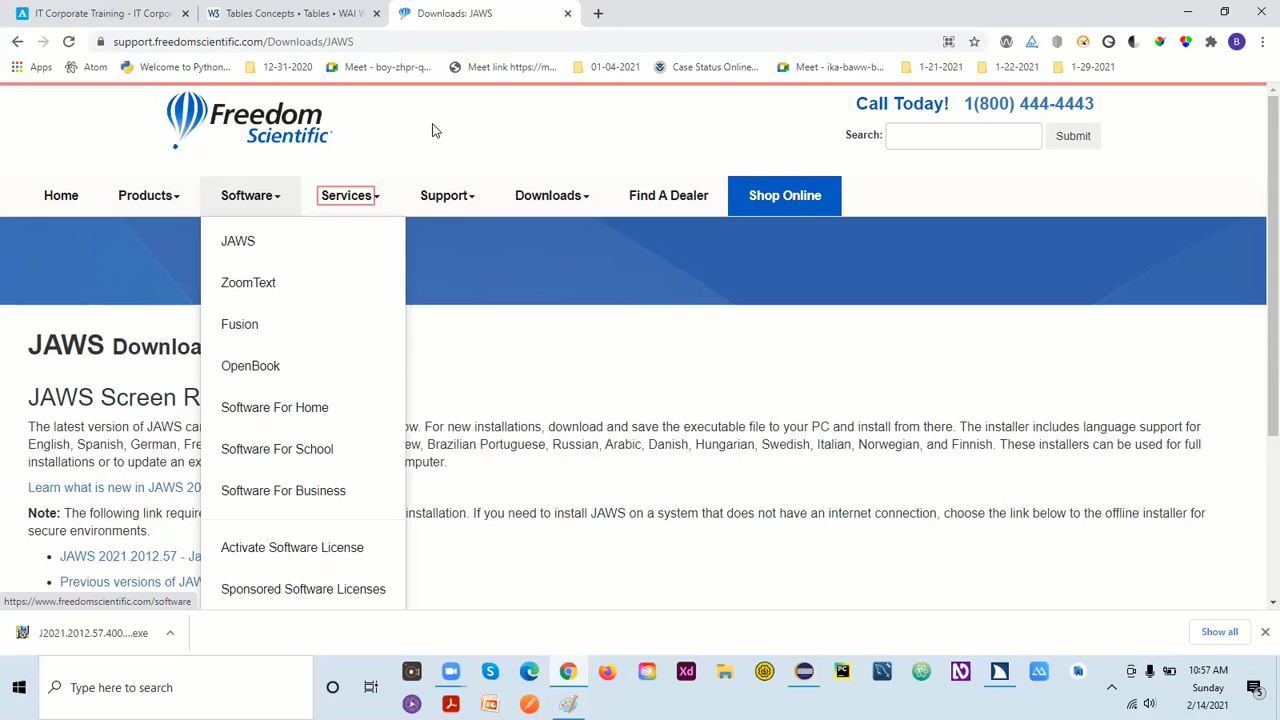 IT Corporate Training - IT Corpor
Tables Concepts • Tables • WAI W
Downloads: JAWS
support.freedomscientific.com/Downloads/JAWS
Apps
Atom
Welcome to Python...
12-31-2020
Meet - boy-zhpr-q...
Meet link https://m...
01-04-2021
Case Status Online...
Meet - ika-baww-b...
1-21-2021
1-22-2021
1-29-2021
Freedom
Scientific
Call Today! 1(800) 444-4443
Search:
Submit
Home
Products
Software
Services
Support
Downloads
Find A Dealer
Shop Online
JAWS
ZoomText
Fusion
OpenBook
Software For Home
Software For School
Software For Business
Activate Software License
Sponsored Software Licenses
JAWS Downloa
JAWS Screen R
The latest version of JAWS ca
ow. For new installations, download and save the executable file to your PC and install from there. The installer includes language support for
English, Spanish, German, Fre
ew, Brazilian Portuguese, Russian, Arabic, Danish, Hungarian, Swedish, Italian, Norwegian, and Finnish. These installers can be used for full
installations or to update an ex
mputer.
Learn what is new in JAWS 20
Note: The following link requir
installation. If you need to install JAWS on a system that does not have an internet connection, choose the link below to the offline installer for
secure environments.
JAWS 2021.2012.57 - Ja
Previous versions of JAW
https://www.freedomscientific.com/software
J2021.2012.57.400....exe
Show all
Type here to search
10:57 AM
Sunday
2/14/2021